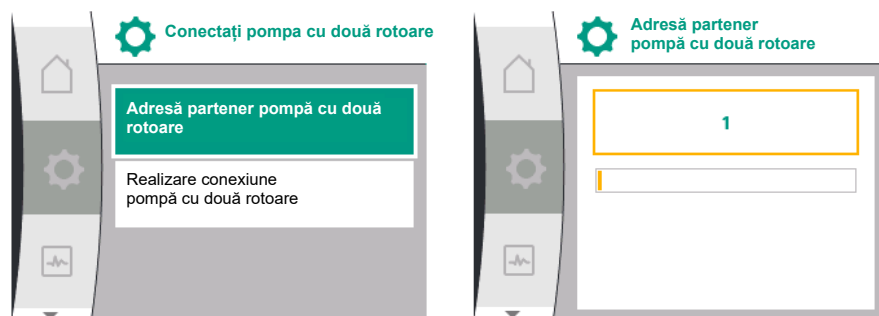 Conectați pompa cu două rotoare
Adresă partener pompă cu două
rotoare
Realizare conexiune
pompă cu două rotoare
Adresă partener
pompă cu două rotoare
1